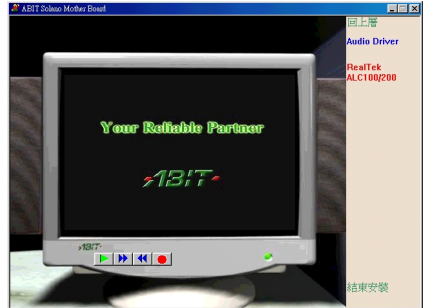 ABIT Solano Mother Board
回上層
Audio Driver
RealTek
ALC100/200
Your Reliable Partner
ABIT
ABIT
結束安裝